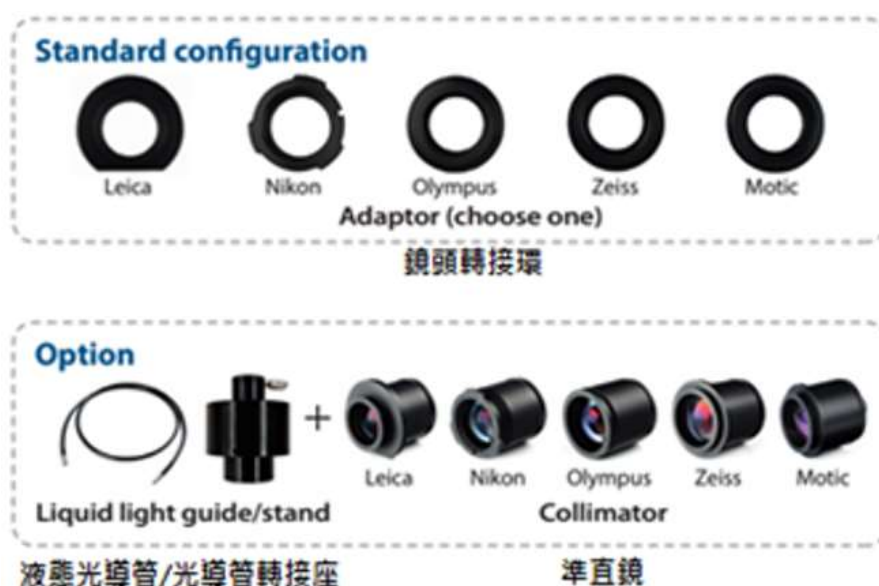 Standard configuration
Leica Nikon Olympus Zeiss Motic
Adaptor (choose one)
鏡頭轉接環
Option
+
Leica Nikon Olympus Zeiss Motic
Liquid light guide/stand Collimator
液態光導管/光導管轉接座 準直鏡